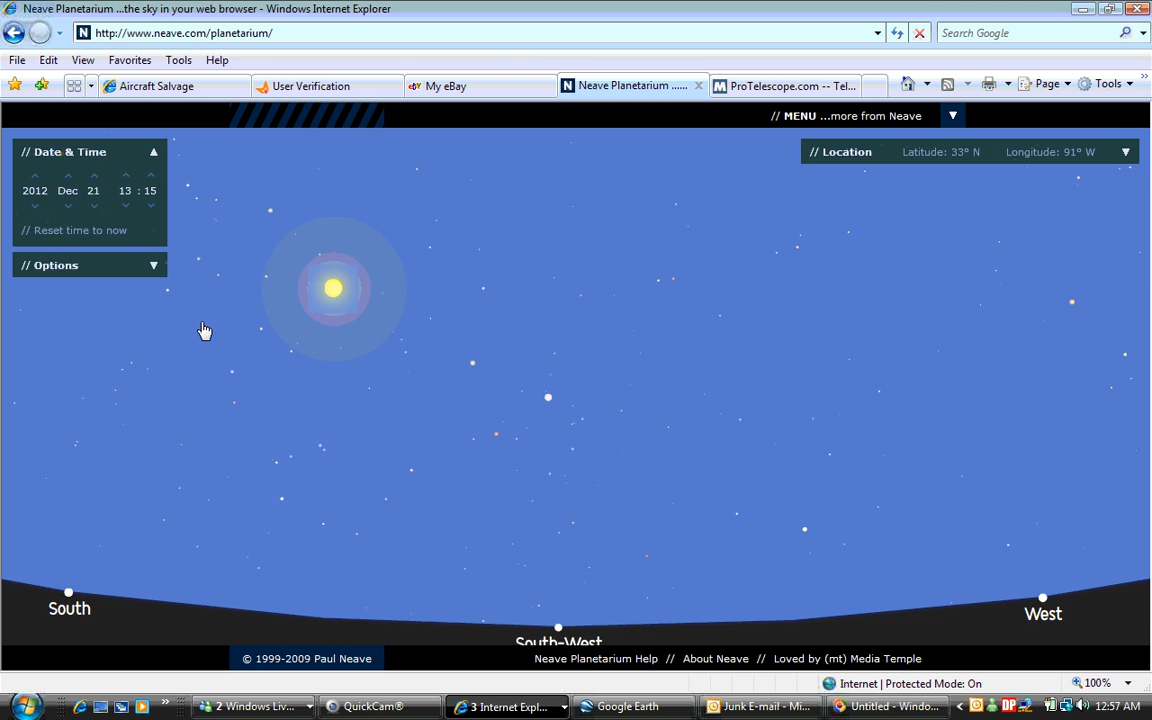 Neave Planetarium ...the sky in your web browser - Windows Internet Explorer
N http://www.neave.com/planetarium/
Search Google
File Edit View Favorites Tools Help
Aircraft Salvage
User Verification
My eBay
N Neave Planetarium ......
M ProTelescope.com -- Tel...
Page
Tools
// MENU ...more from Neave
// Date & Time
2012 Dec 21 13 : 15
// Reset time to now
// Options
// Location Latitude: 33° N Longitude: 91° W
South
South-West
West
© 1999-2009 Paul Neave
Neave Planetarium Help // About Neave // Loved by (mt) Media Temple
Internet | Protected Mode: On
100%
2 Windows Liv...
QuickCam®
3 Internet Expl...
Google Earth
Junk E-mail - Mi...
Untitled - Windo...
DP
12:57 AM